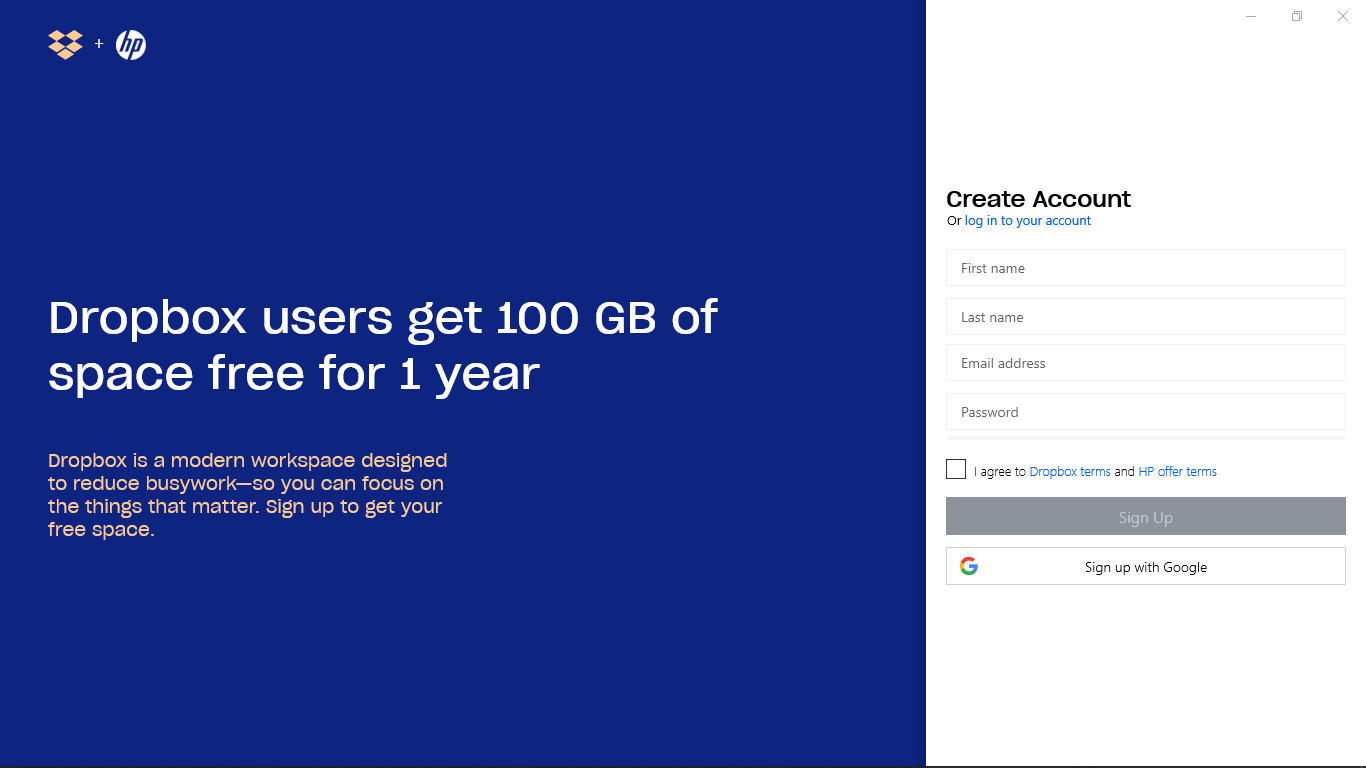 + hp
Dropbox users get 100 GB of
space free for 1 year
Dropbox is a modern workspace designed
to reduce busywork—so you can focus on
the things that matter. Sign up to get your
free space.
Create Account
Or log in to your account
First name
Last name
Email address
Password
I agree to Dropbox terms and HP offer terms
Sign Up
Sign up with Google